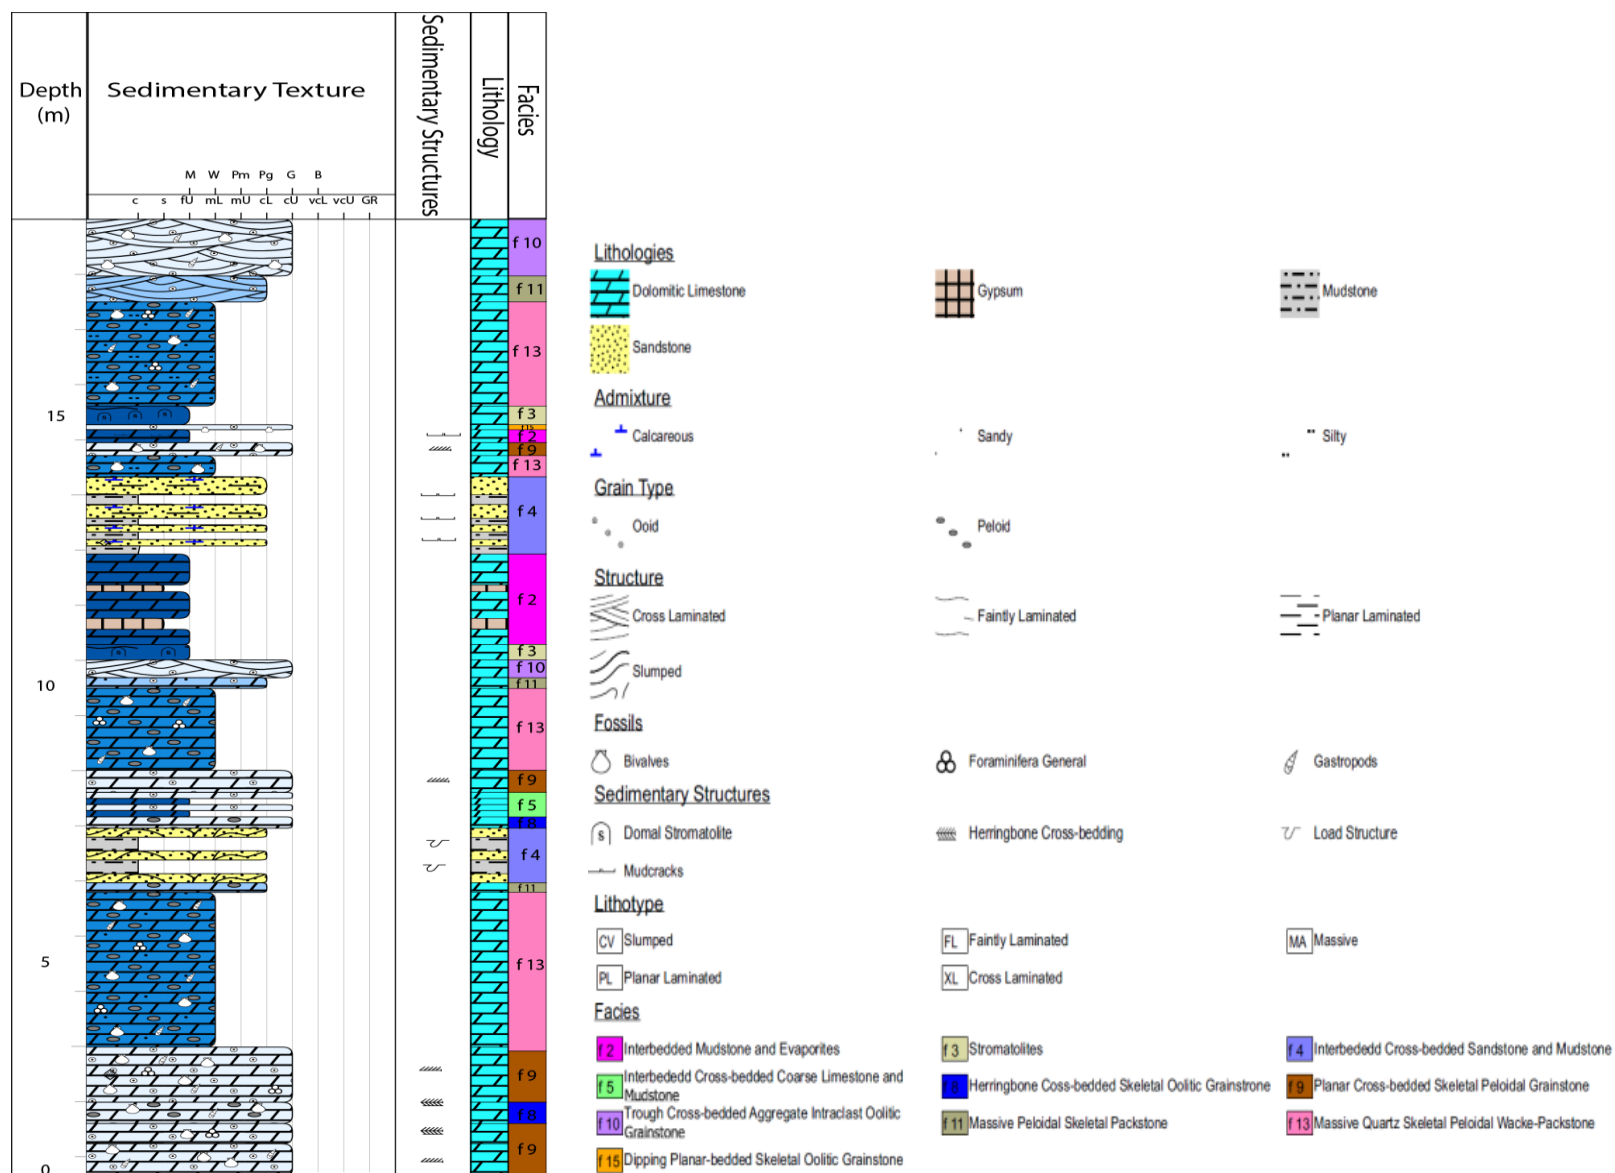 Depth
(m)
Sedimentary Texture
Sedimentary Structures
Lithology
Facies
M W Pm Pg G B
c s fU mL mU cL cU vcL vcU GR
f 10
f 11
f 13
15
f 3
f 15
f 2
f 9
f 13
f 4
f 2
f 3
f 10
10
f 11
f 13
f 9
f 5
f 8
f 4
f 11
5
f 13
f 9
f 8
f 9
0
Lithologies
Dolomitic Limestone
Gypsum
Mudstone
Sandstone
Admixture
Calcareous
Sandy
Silty
Grain Type
Ooid
Peloid
Structure
Cross Laminated
Faintly Laminated
Planar Laminated
Slumped
Fossils
Bivalves
Foraminifera General
Gastropods
Sedimentary Structures
s Domal Stromatolite
Herringbone Cross-bedding
Load Structure
Mudcracks
Lithotype
CV Slumped
FL Faintly Laminated
MA Massive
PL Planar Laminated
XL Cross Laminated
Facies
f 2 Interbedded Mudstone and Evaporites
f 3 Stromatolites
f 4 Interbededd Cross-bedded Sandstone and Mudstone
f 5 Interbededd Cross-bedded Coarse Limestone and
Mudstone
f 8 Herringbone Coss-bedded Skeletal Oolitic Grainstrone
f 9 Planar Cross-bedded Skeletal Peloidal Grainstone
f 10 Trough Cross-bedded Aggregate Intraclast Oolitic
Grainstone
f 11 Massive Peloidal Skeletal Packstone
f 13 Massive Quartz Skeletal Peloidal Wacke-Packstone
f 15 Dipping Planar-bedded Skeletal Oolitic Grainstone